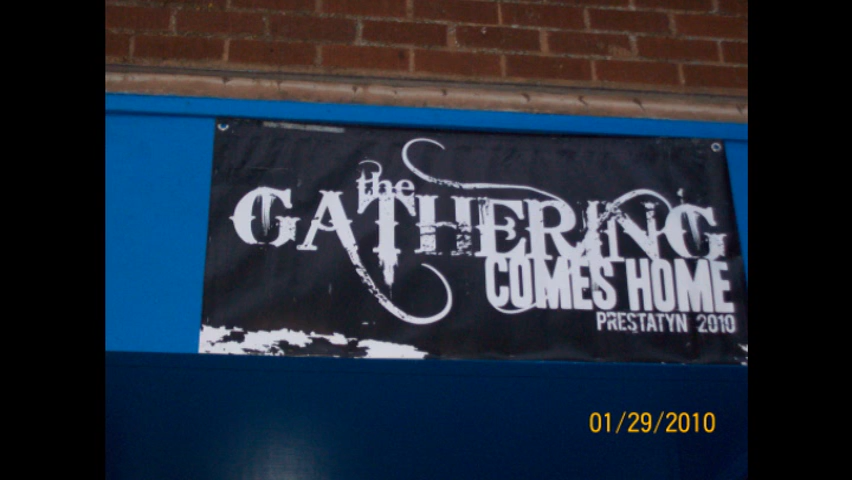 the
GATHERING
COMES HOME
PRESTATYN 2010
01/29/2010